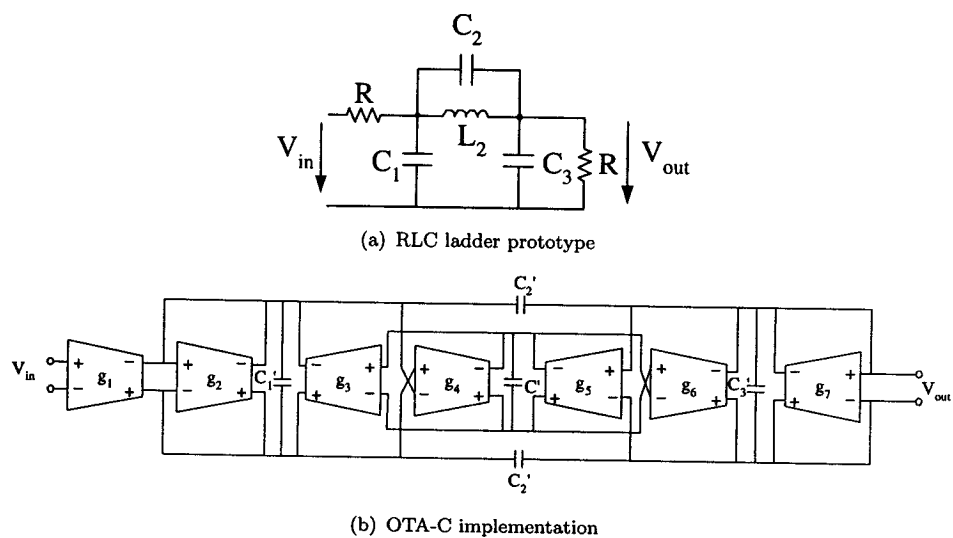 C2
R
L2
Vin
C1
C3
R
Vout
(a) RLC ladder prototype
C2'
Vin
+ − − +
g1
+ − − +
g2
C1'
− + + −
g3
+ − − +
g4
C'
− + + −
g5
+ − − +
g6
C3'
− + + −
g7
Vout
C2'
(b) OTA-C implementation